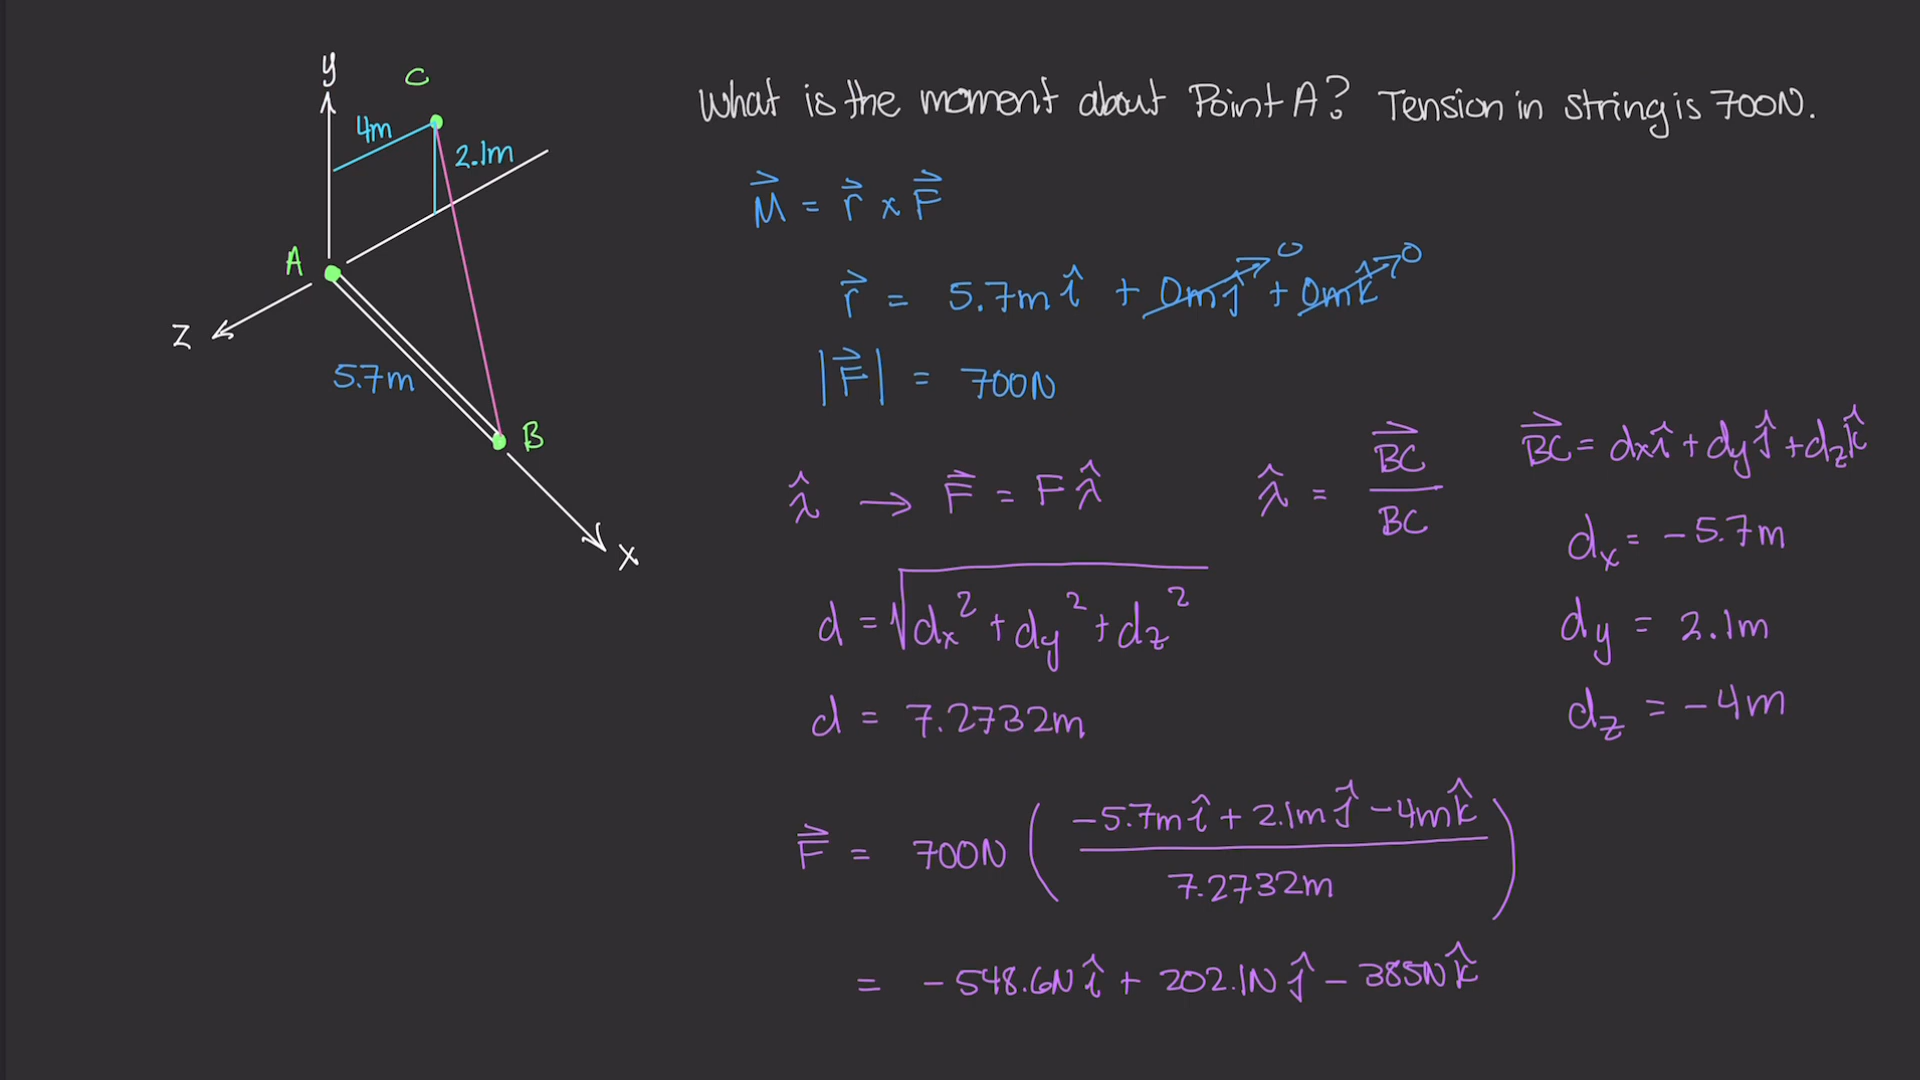 What is the moment about Point A? Tension in string is 700N.
y
C
4m
2.1m
A
z
5.7m
B
x
M⃗ = r⃗ × F⃗
r⃗ = 5.7m î + 0m ĵ + 0m k̂
0
0
|F⃗| = 700N
λ̂ → F⃗ = F λ̂
λ̂ = BC⃗ / BC
BC⃗ = dx î + dy ĵ + dz k̂
dx = -5.7m
dy = 2.1m
dz = -4m
d = √(dx² + dy² + dz²)
d = 7.2732m
F⃗ = 700N ( (-5.7m î + 2.1m ĵ - 4m k̂) / 7.2732m )
= -548.6N î + 202.1N ĵ - 385N k̂